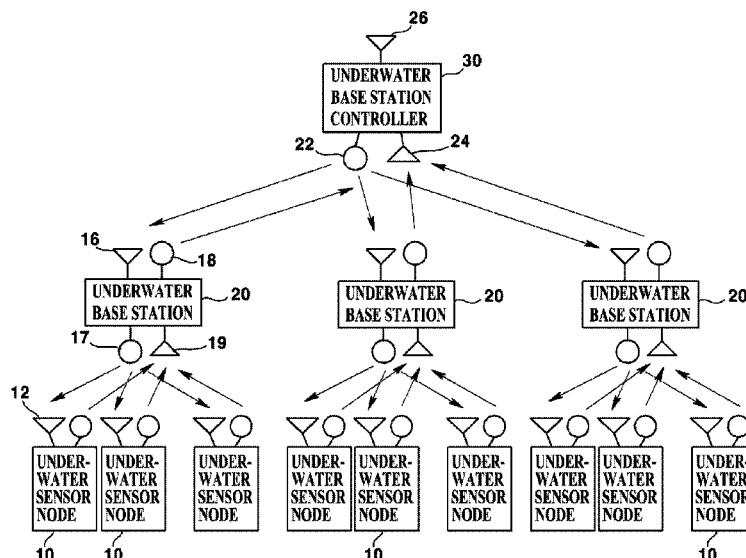 26
30
UNDERWATER
BASE STATION
CONTROLLER
22
24
16
18
UNDERWATER
BASE STATION
20
UNDERWATER
BASE STATION
20
UNDERWATER
BASE STATION
20
17
19
12
UNDER-
WATER
SENSOR
NODE
UNDER-
WATER
SENSOR
NODE
UNDER-
WATER
SENSOR
NODE
UNDER-
WATER
SENSOR
NODE
UNDER-
WATER
SENSOR
NODE
UNDER-
WATER
SENSOR
NODE
UNDER-
WATER
SENSOR
NODE
UNDER-
WATER
SENSOR
NODE
UNDER-
WATER
SENSOR
NODE
10
10
10
10